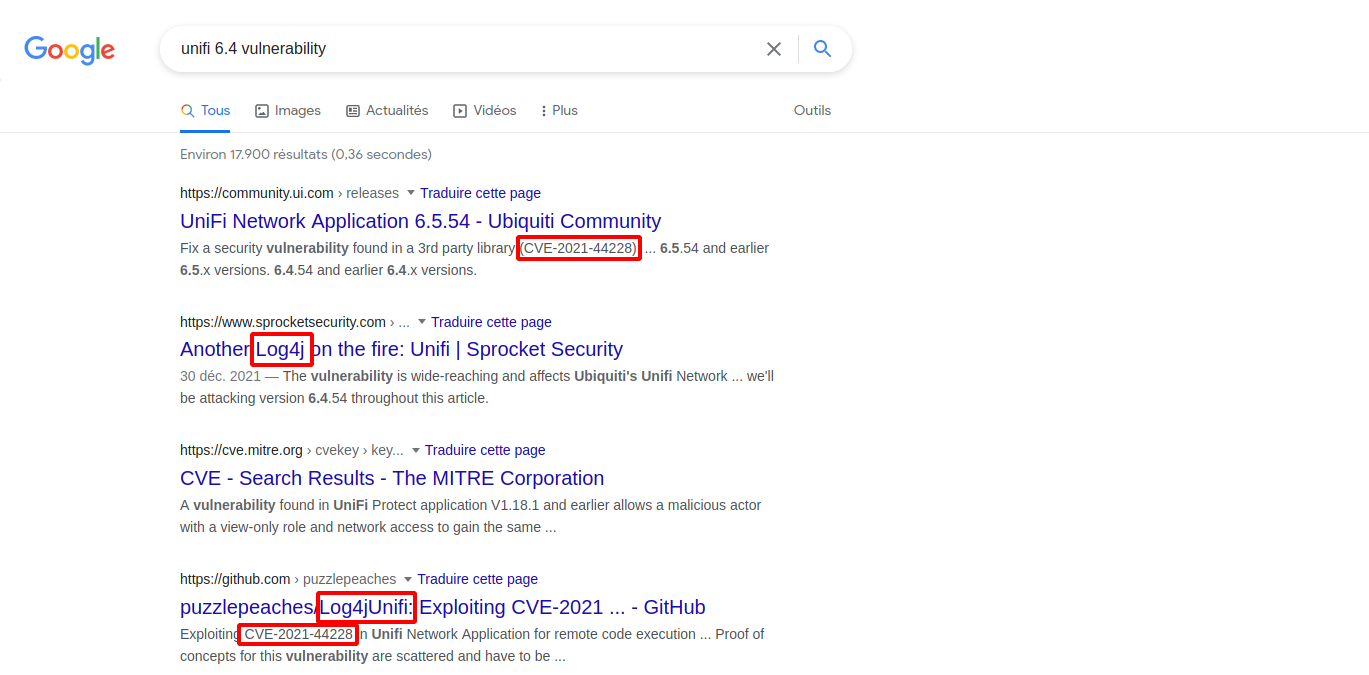 Google
unifi 6.4 vulnerability
Tous Images Actualités Vidéos Plus Outils
Environ 17.900 résultats (0,36 secondes)
https://community.ui.com › releases Traduire cette page
UniFi Network Application 6.5.54 - Ubiquiti Community
Fix a security vulnerability found in a 3rd party library (CVE-2021-44228) ... 6.5.54 and earlier
6.5.x versions. 6.4.54 and earlier 6.4.x versions.
https://www.sprocketsecurity.com › ... Traduire cette page
Another Log4j on the fire: Unifi | Sprocket Security
30 déc. 2021 — The vulnerability is wide-reaching and affects Ubiquiti's Unifi Network ... we'll
be attacking version 6.4.54 throughout this article.
https://cve.mitre.org › cvekey › key... Traduire cette page
CVE - Search Results - The MITRE Corporation
A vulnerability found in UniFi Protect application V1.18.1 and earlier allows a malicious actor
with a view-only role and network access to gain the same ...
https://github.com › puzzlepeaches Traduire cette page
puzzlepeaches/Log4jUnifi: Exploiting CVE-2021 ... - GitHub
Exploiting CVE-2021-44228 in Unifi Network Application for remote code execution ... Proof of
concepts for this vulnerability are scattered and have to be ...